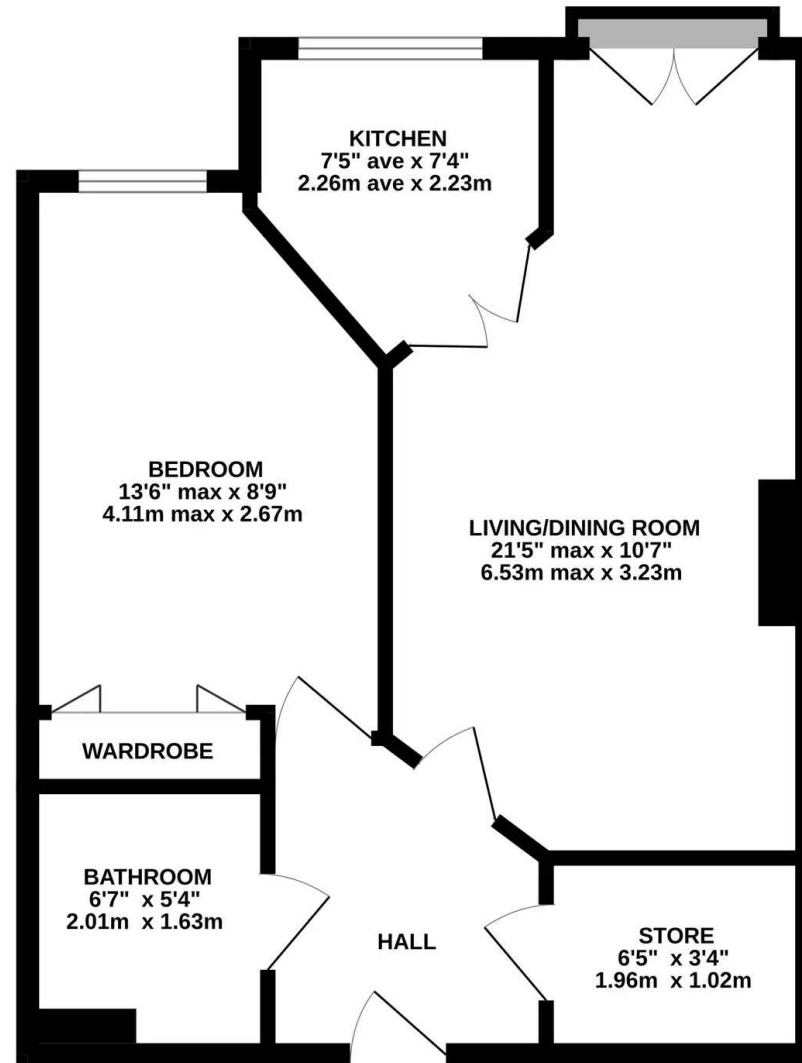 KITCHEN
7'5" ave x 7'4"
2.26m ave x 2.23m
BEDROOM
13'6" max x 8'9"
4.11m max x 2.67m
LIVING/DINING ROOM
21'5" max x 10'7"
6.53m max x 3.23m
WARDROBE
BATHROOM
6'7" x 5'4"
2.01m x 1.63m
HALL
STORE
6'5" x 3'4"
1.96m x 1.02m